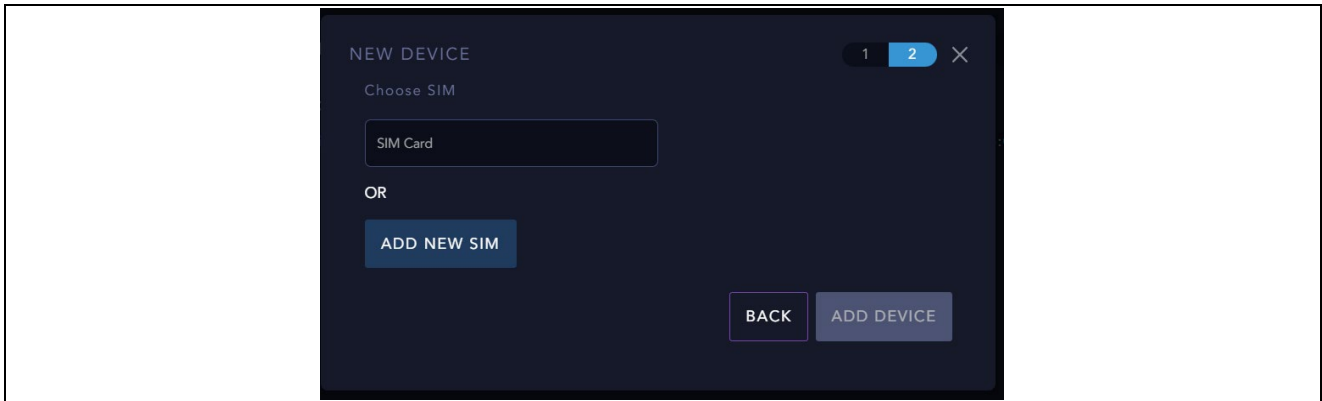 NEW DEVICE
1 2 ×
Choose SIM
SIM Card
OR
ADD NEW SIM
BACK ADD DEVICE